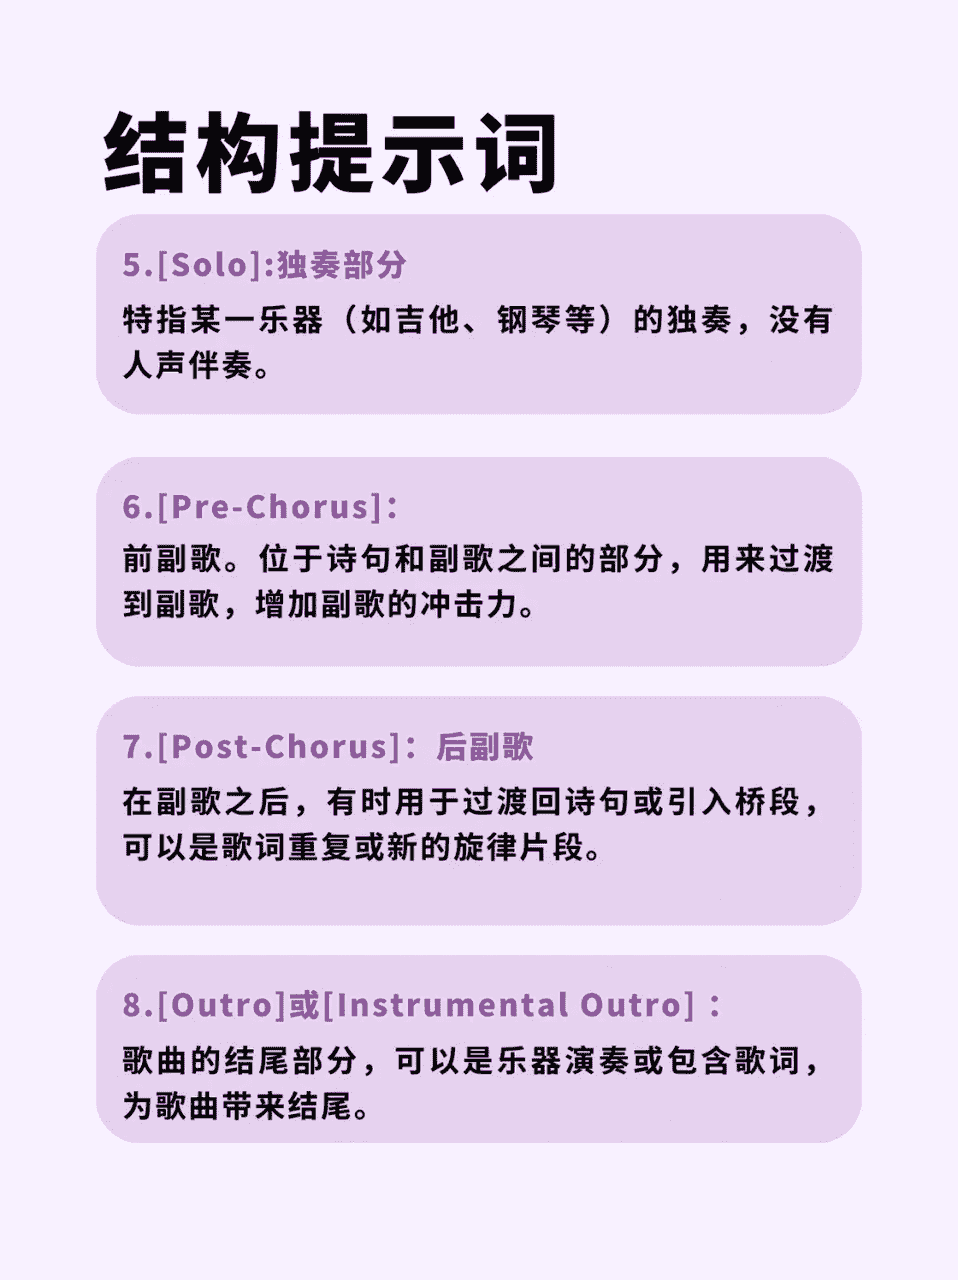 结构提示词
5.[Solo]:独奏部分
特指某一乐器（如吉他、钢琴等）的独奏，没有
人声伴奏。
6.[Pre-Chorus]：
前副歌。位于诗句和副歌之间的部分，用来过渡
到副歌，增加副歌的冲击力。
7.[Post-Chorus]：后副歌
在副歌之后，有时用于过渡回诗句或引入桥段，
可以是歌词重复或新的旋律片段。
8.[Outro]或[Instrumental Outro] ：
歌曲的结尾部分，可以是乐器演奏或包含歌词，
为歌曲带来结尾。